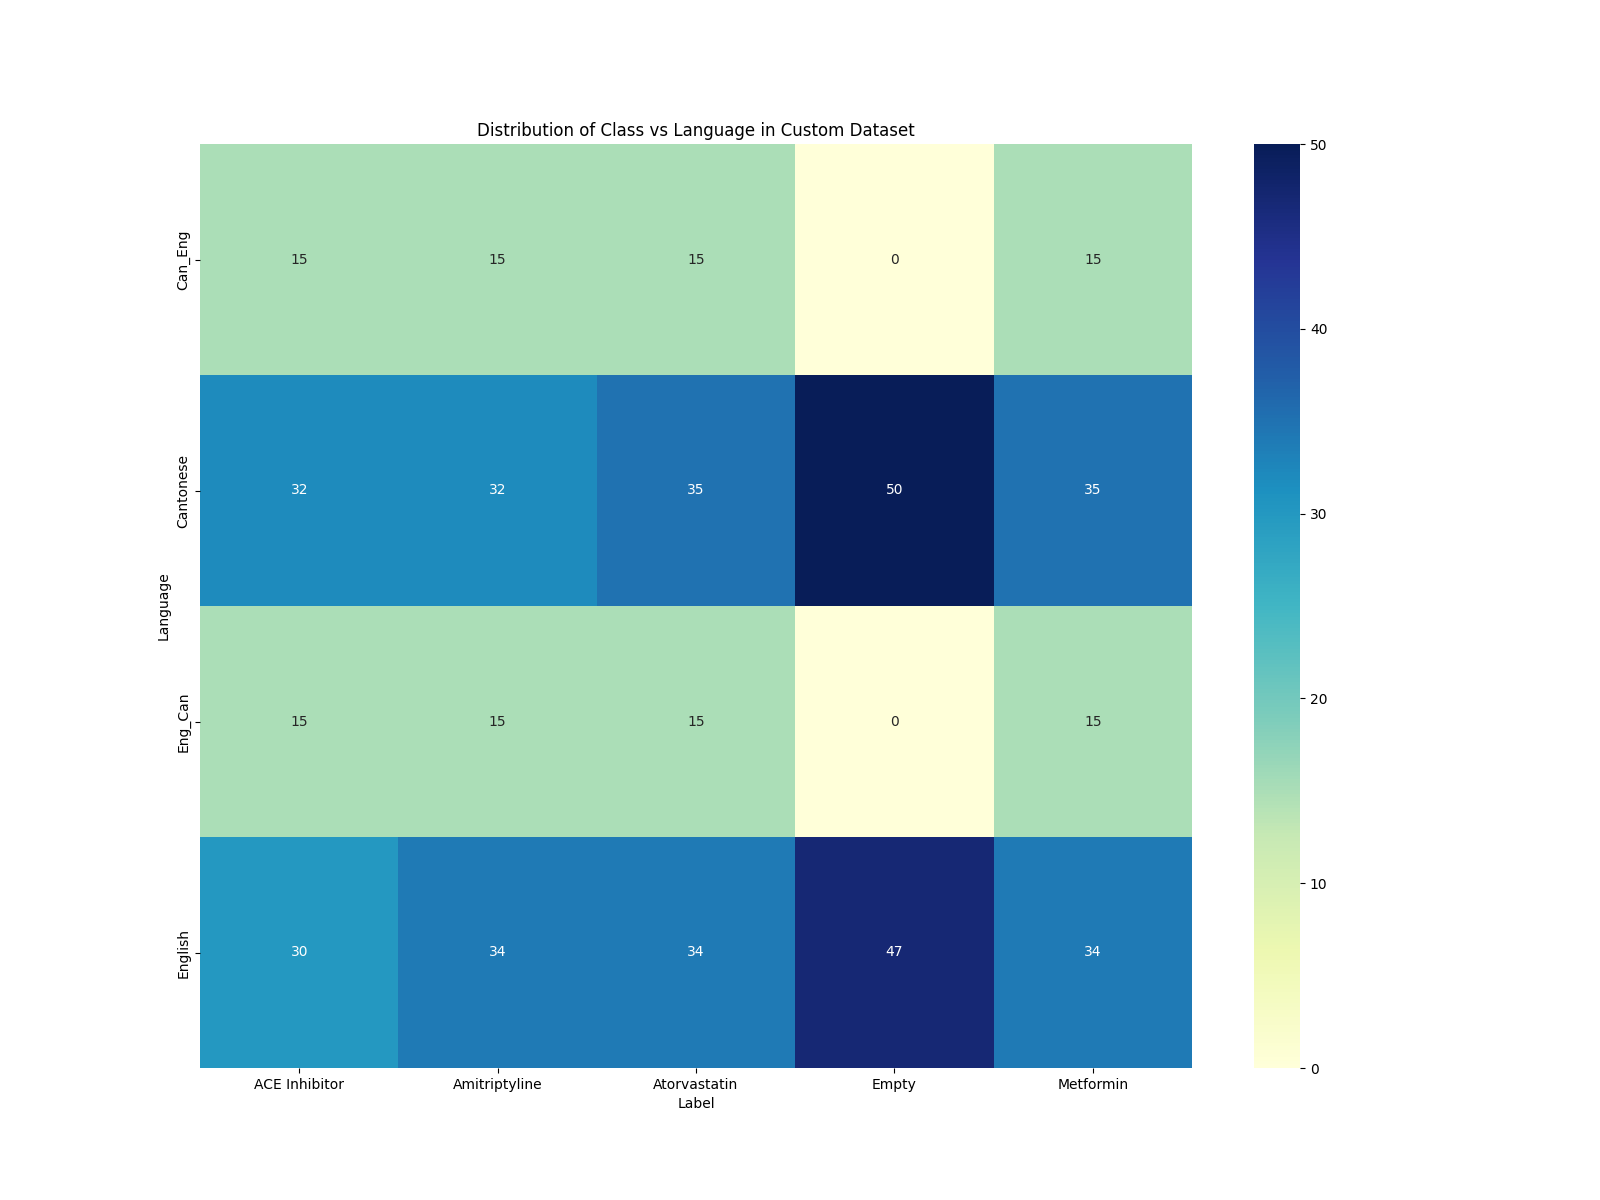 Distribution of Class vs Language in Custom Dataset
Language
Can_Eng
15 15 15 0 15
Cantonese
32 32 35 50 35
Eng_Can
15 15 15 0 15
English
30 34 34 47 34
ACE Inhibitor Amitriptyline Atorvastatin Empty Metformin
Label
50
40
30
20
10
0